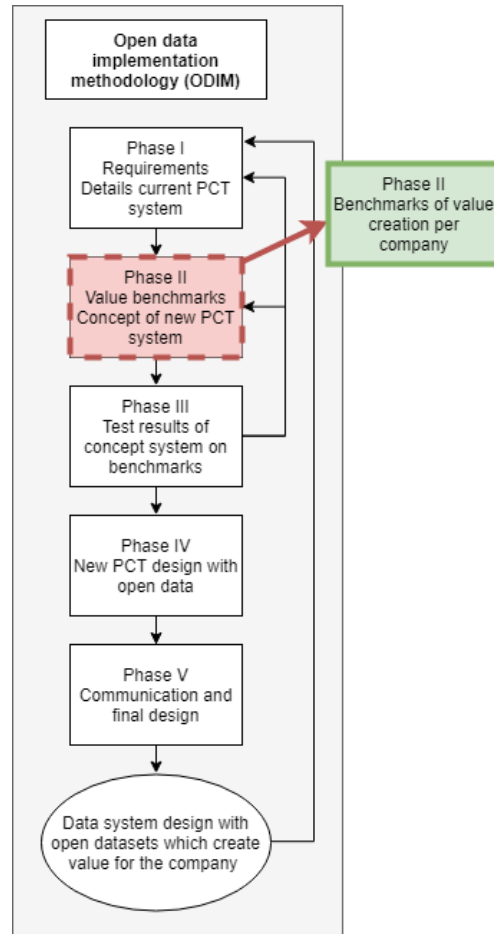 Open data
implementation
methodology (ODIM)
Phase I
Requirements
Details current PCT
system
Phase II
Benchmarks of value
creation per
company
Phase II
Value benchmarks
Concept of new PCT
system
Phase III
Test results of
concept system on
benchmarks
Phase IV
New PCT design with
open data
Phase V
Communication and
final design
Data system design with
open datasets which create
value for the company